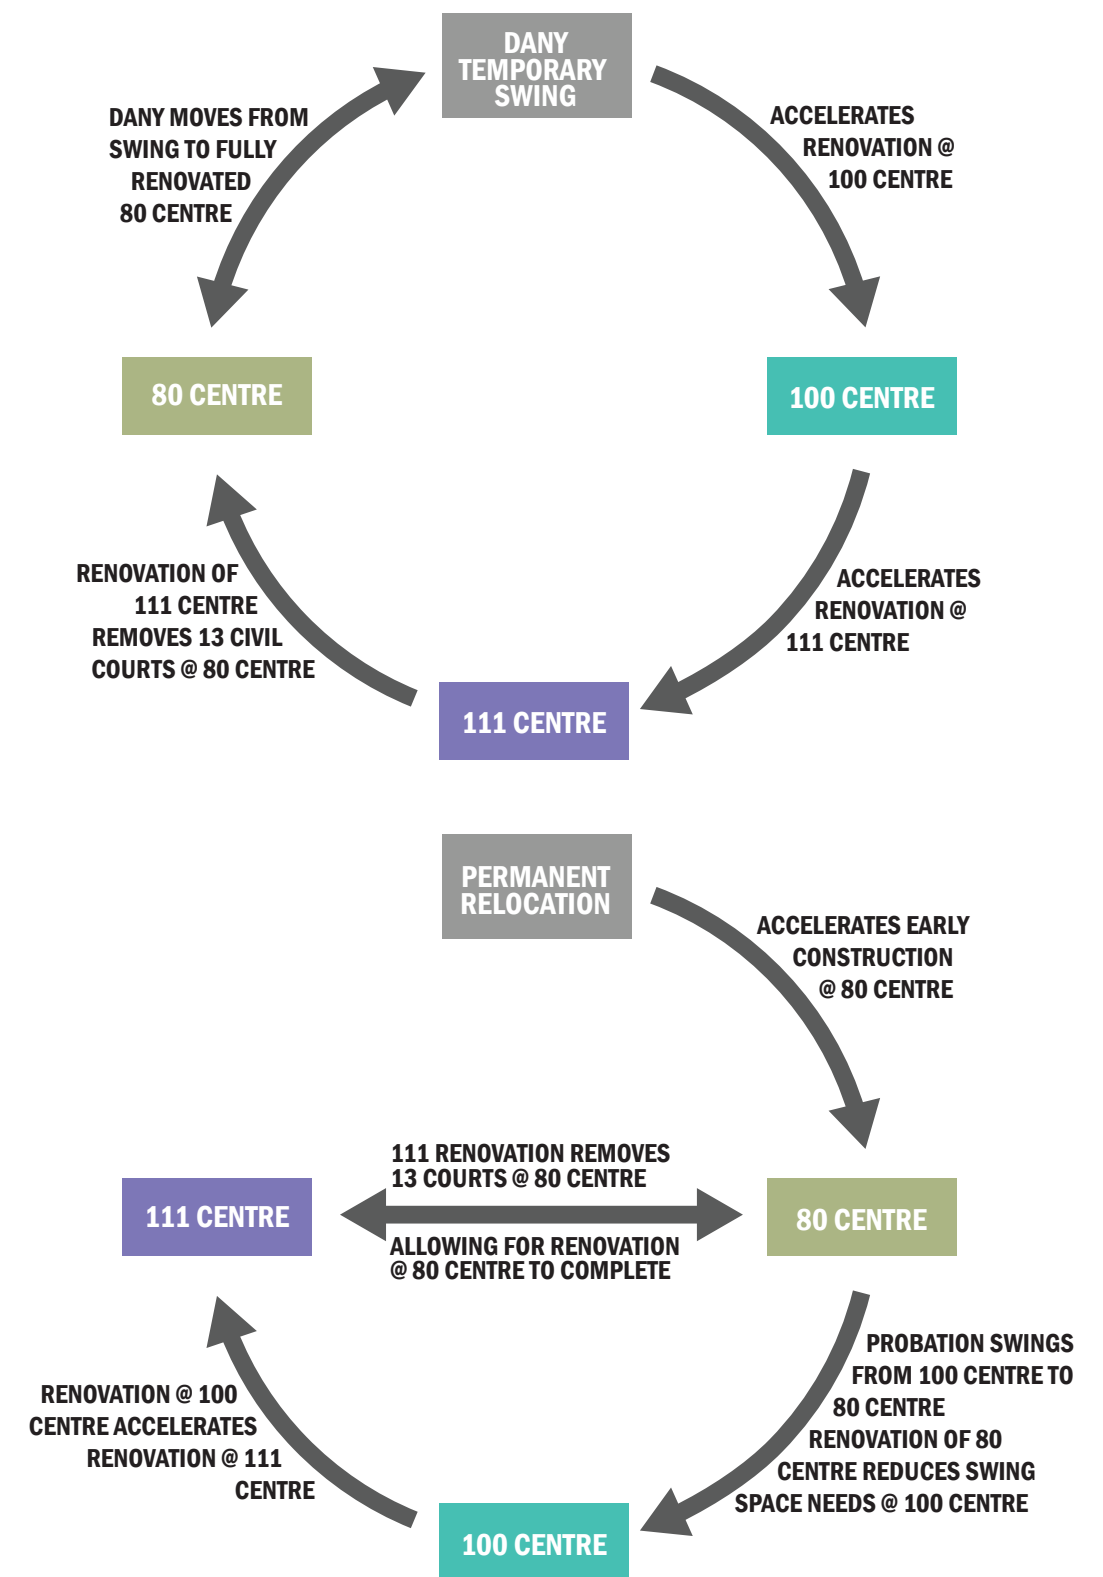 DANY
TEMPORARY
SWING
DANY MOVES FROM
SWING TO FULLY
RENOVATED
80 CENTRE
ACCELERATES
RENOVATION @
100 CENTRE
80 CENTRE
100 CENTRE
RENOVATION OF
111 CENTRE
REMOVES 13 CIVIL
COURTS @ 80 CENTRE
ACCELERATES
RENOVATION @
111 CENTRE
111 CENTRE
PERMANENT
RELOCATION
ACCELERATES EARLY
CONSTRUCTION
@ 80 CENTRE
111 RENOVATION REMOVES
13 COURTS @ 80 CENTRE
111 CENTRE
80 CENTRE
ALLOWING FOR RENOVATION
@ 80 CENTRE TO COMPLETE
PROBATION SWINGS
FROM 100 CENTRE TO
80 CENTRE
RENOVATION OF 80
CENTRE REDUCES SWING
SPACE NEEDS @ 100 CENTRE
RENOVATION @ 100
CENTRE ACCELERATES
RENOVATION @ 111
CENTRE
100 CENTRE